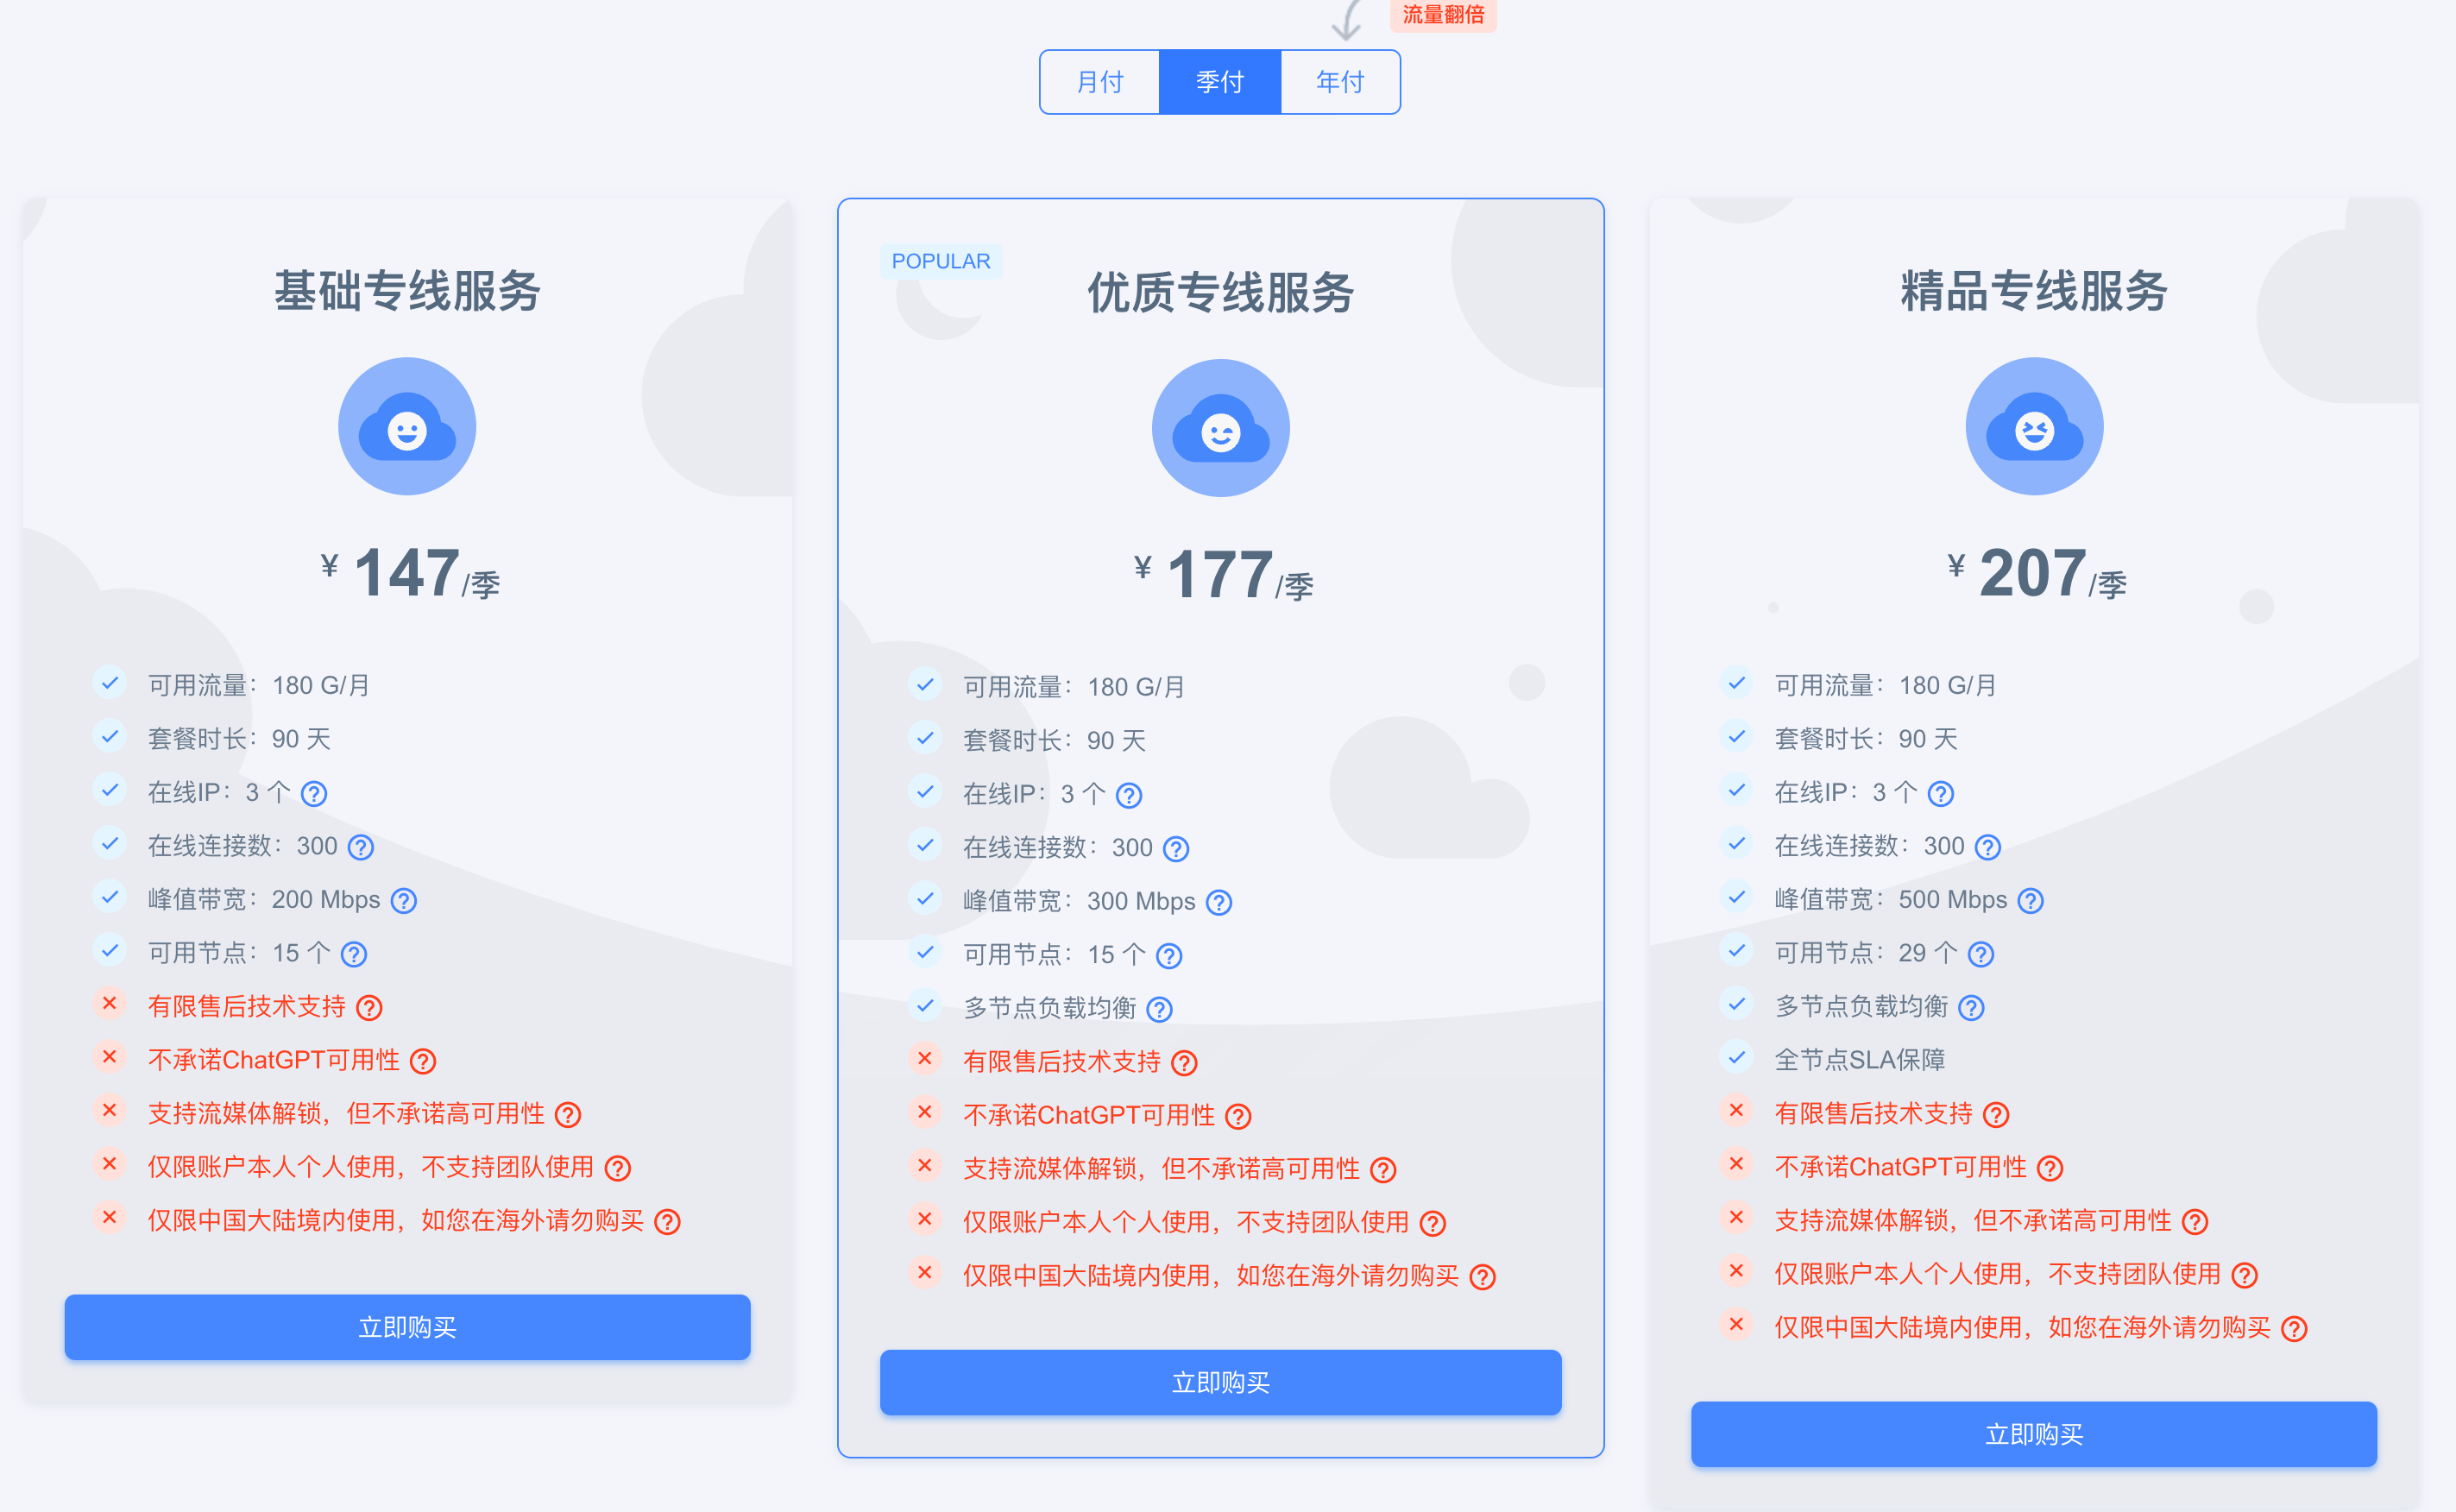 流量翻倍
月付
季付
年付
基础专线服务
¥ 147/季
可用流量：180 G/月
套餐时长：90 天
在线IP：3 个
在线连接数：300
峰值带宽：200 Mbps
可用节点：15 个
有限售后技术支持
不承诺ChatGPT可用性
支持流媒体解锁，但不承诺高可用性
仅限账户本人个人使用，不支持团队使用
仅限中国大陆境内使用，如您在海外请勿购买
立即购买
POPULAR
优质专线服务
¥ 177/季
可用流量：180 G/月
套餐时长：90 天
在线IP：3 个
在线连接数：300
峰值带宽：300 Mbps
可用节点：15 个
多节点负载均衡
有限售后技术支持
不承诺ChatGPT可用性
支持流媒体解锁，但不承诺高可用性
仅限账户本人个人使用，不支持团队使用
仅限中国大陆境内使用，如您在海外请勿购买
立即购买
精品专线服务
¥ 207/季
可用流量：180 G/月
套餐时长：90 天
在线IP：3 个
在线连接数：300
峰值带宽：500 Mbps
可用节点：29 个
多节点负载均衡
全节点SLA保障
有限售后技术支持
不承诺ChatGPT可用性
支持流媒体解锁，但不承诺高可用性
仅限账户本人个人使用，不支持团队使用
仅限中国大陆境内使用，如您在海外请勿购买
立即购买